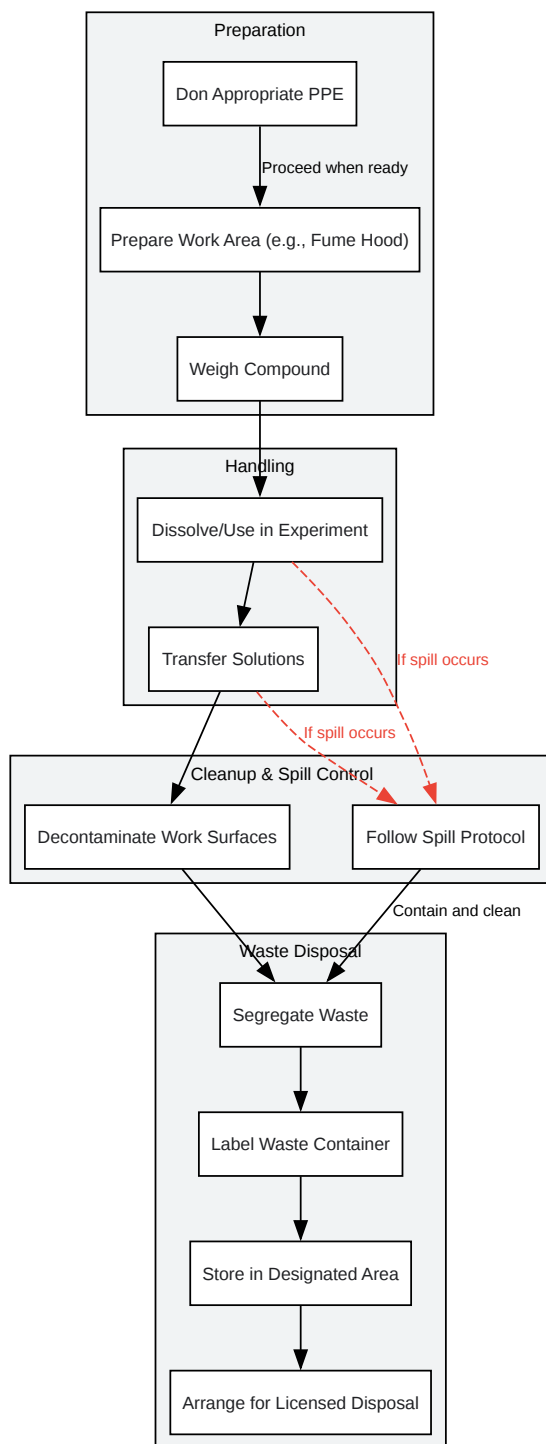 Preparation
Don Appropriate PPE
Proceed when ready
Prepare Work Area (e.g., Fume Hood)
Weigh Compound
Handling
Dissolve/Use in Experiment
Transfer Solutions
If spill occurs
If spill occurs
Cleanup & Spill Control
Decontaminate Work Surfaces
Follow Spill Protocol
Contain and clean
Waste Disposal
Segregate Waste
Label Waste Container
Store in Designated Area
Arrange for Licensed Disposal